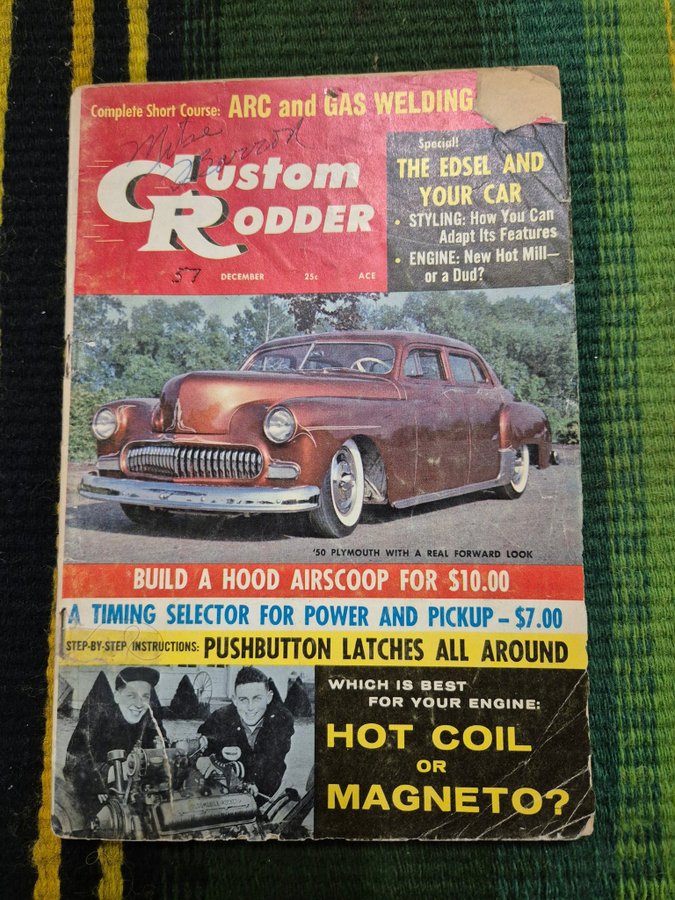 Complete Short Course: ARC and GAS WELDING
Mike
Custom
RODDER
57 DECEMBER 25c ACE
Special!
THE EDSEL AND
YOUR CAR
• STYLING: How You Can
Adapt Its Features
• ENGINE: New Hot Mill—
or a Dud?
'50 PLYMOUTH WITH A REAL FORWARD LOOK
BUILD A HOOD AIRSCOOP FOR $10.00
A TIMING SELECTOR FOR POWER AND PICKUP – $7.00
STEP-BY-STEP INSTRUCTIONS: PUSHBUTTON LATCHES ALL AROUND
WHICH IS BEST
FOR YOUR ENGINE:
HOT COIL
OR
MAGNETO?